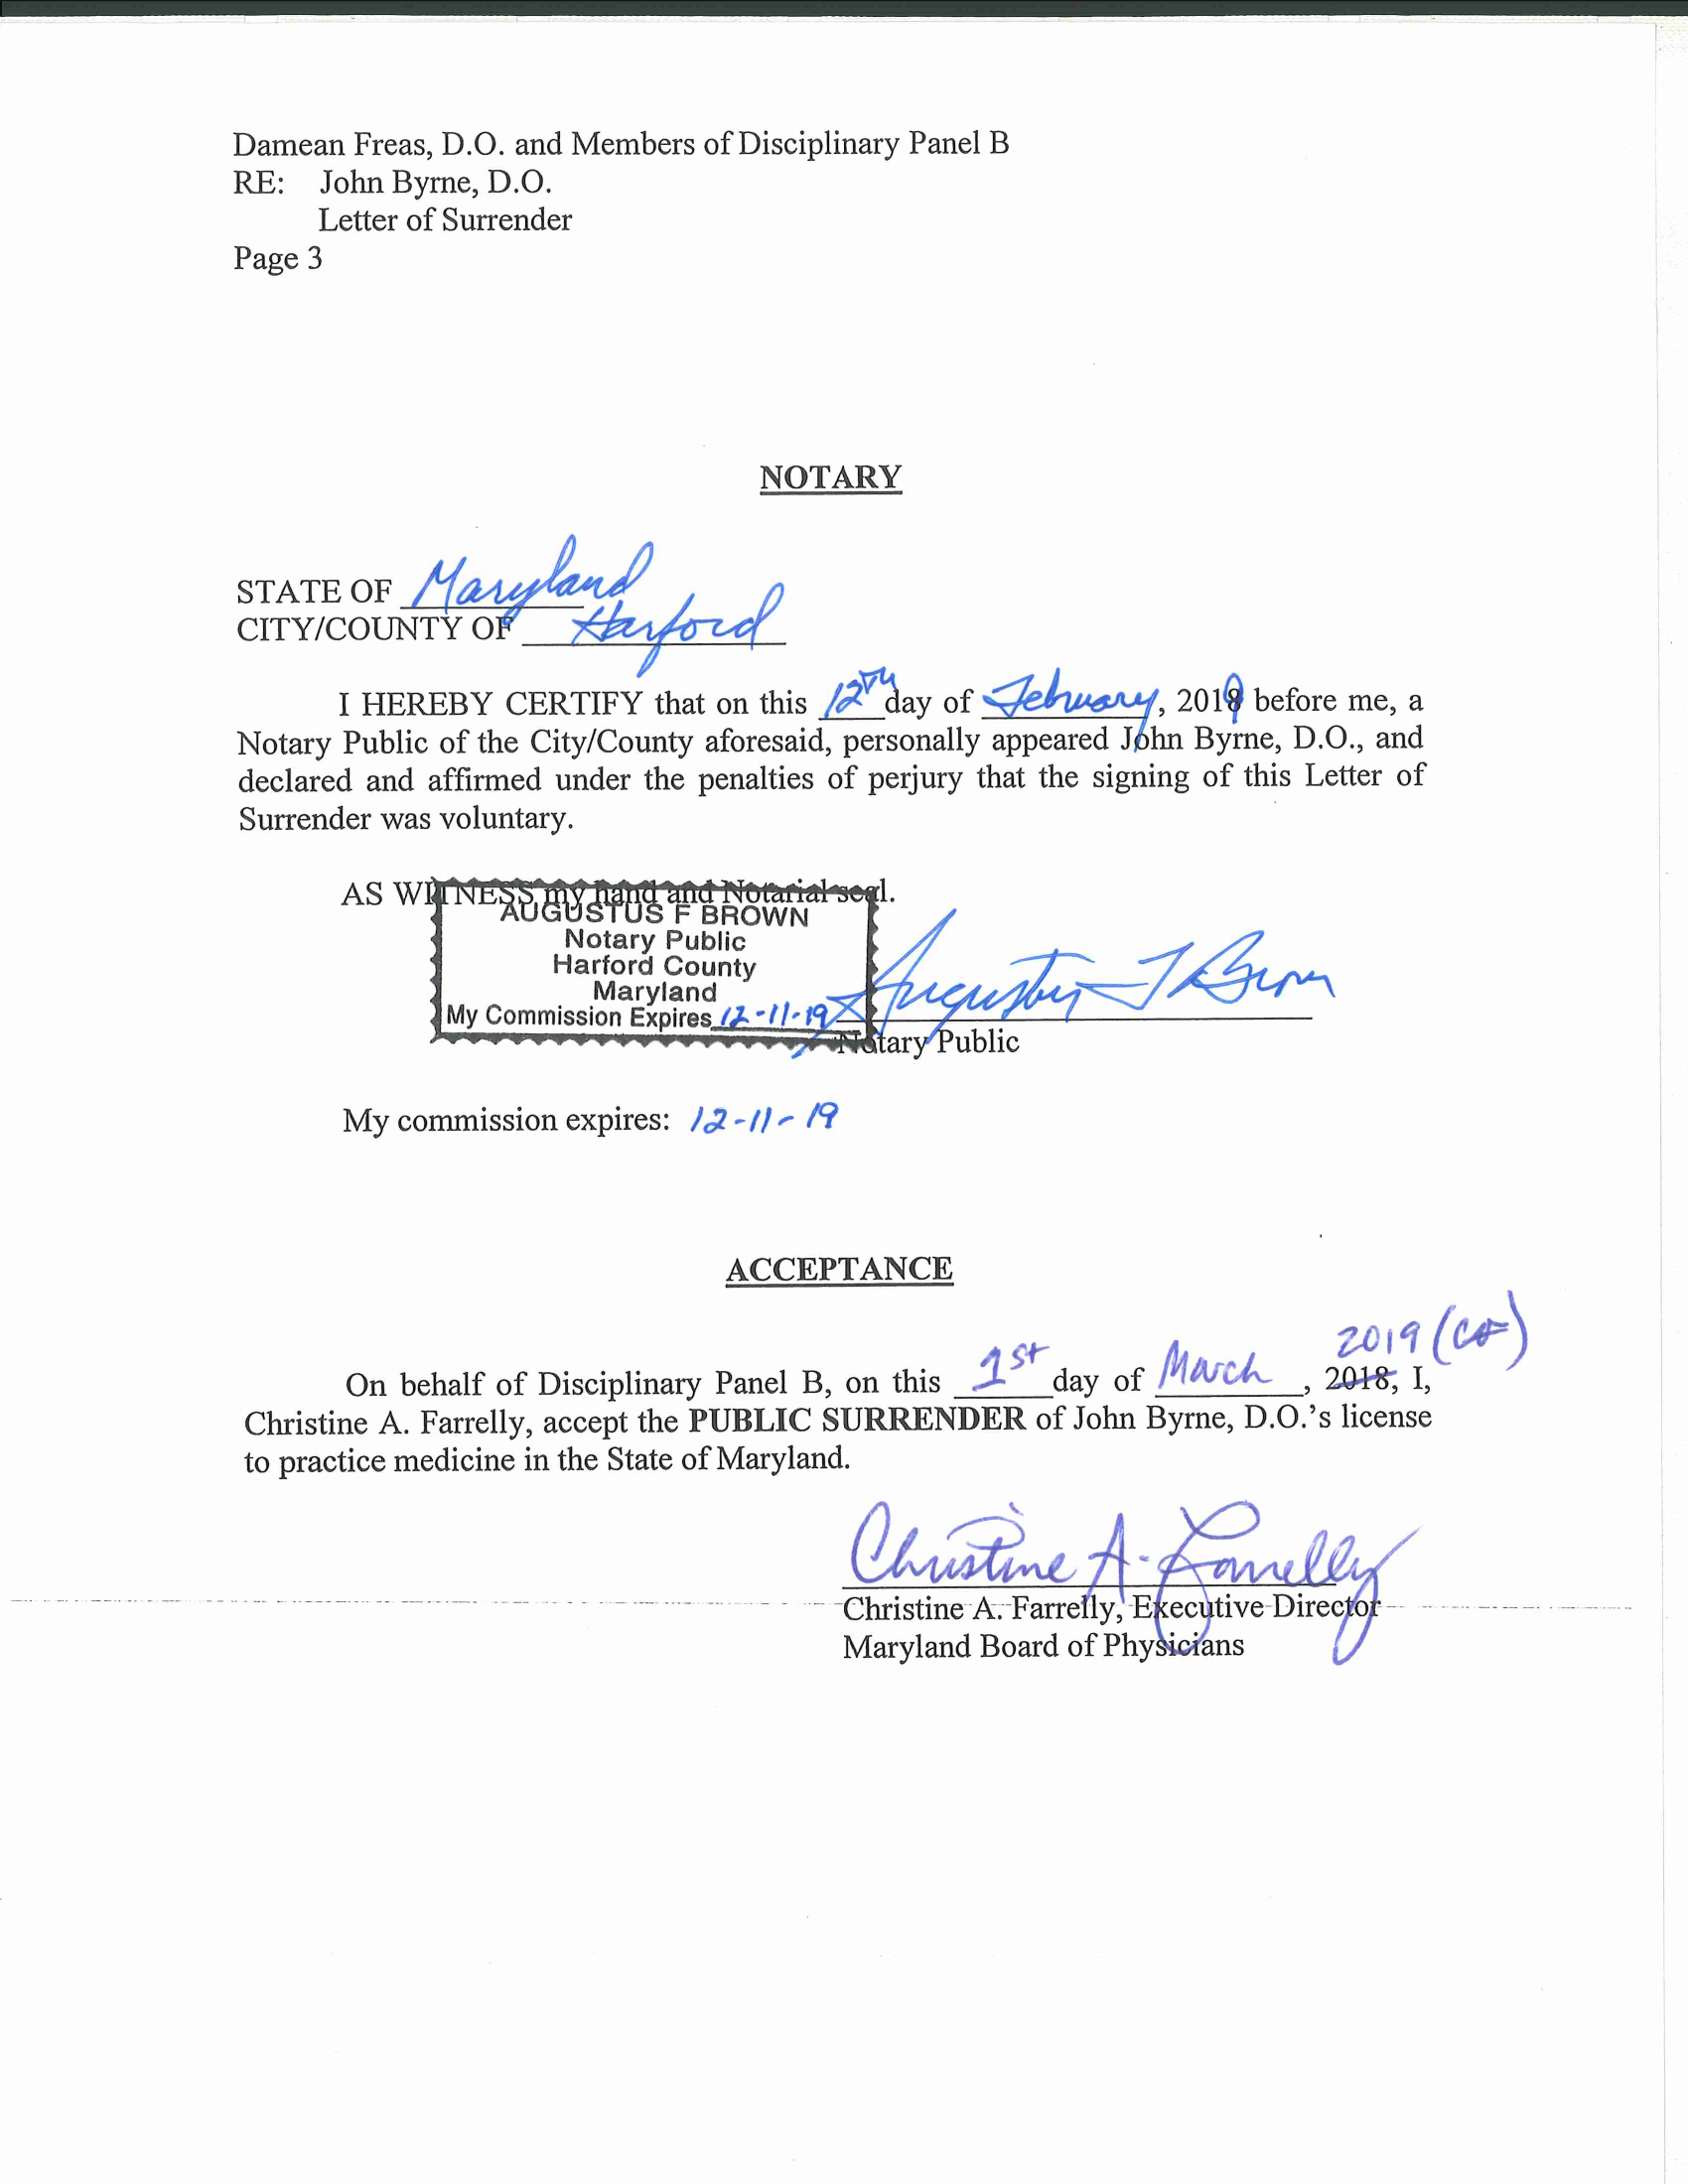 Damean Freas, D.O. and Members of Disciplinary Panel B
RE: John Byrne, D.O.
Letter of Surrender
Page 3
NOTARY
STATE OF Maryland
CITY/COUNTY OF Harford
I HEREBY CERTIFY that on this 12TH day of February, 2019 before me, a
Notary Public of the City/County aforesaid, personally appeared John Byrne, D.O., and
declared and affirmed under the penalties of perjury that the signing of this Letter of
Surrender was voluntary.
AS WITNESS my hand and Notarial seal.
AUGUSTUS F BROWN
Notary Public
Harford County
Maryland
My Commission Expires 12-11-19
Augustus F Brown
Notary Public
My commission expires: 12-11-19
ACCEPTANCE
2019 (CAF)
On behalf of Disciplinary Panel B, on this 1st day of March, 2018, I,
Christine A. Farrelly, accept the PUBLIC SURRENDER of John Byrne, D.O.'s license
to practice medicine in the State of Maryland.
Christine A. Farrelly
Christine A. Farrelly, Executive Director
Maryland Board of Physicians